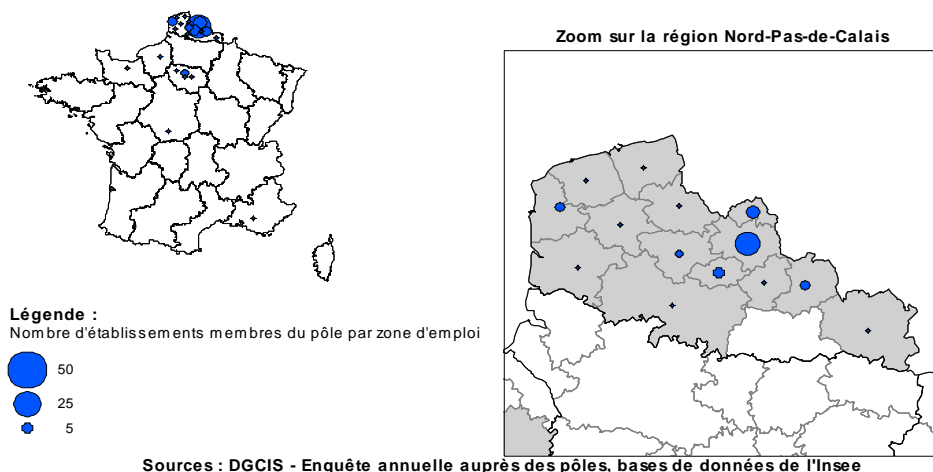 Zoom sur la région Nord-Pas-de-Calais
Légende :
Nombre d'établissements membres du pôle par zone d'emploi
50
25
5
Sources : DGCIS - Enquête annuelle auprès des pôles, bases de données de l'Insee